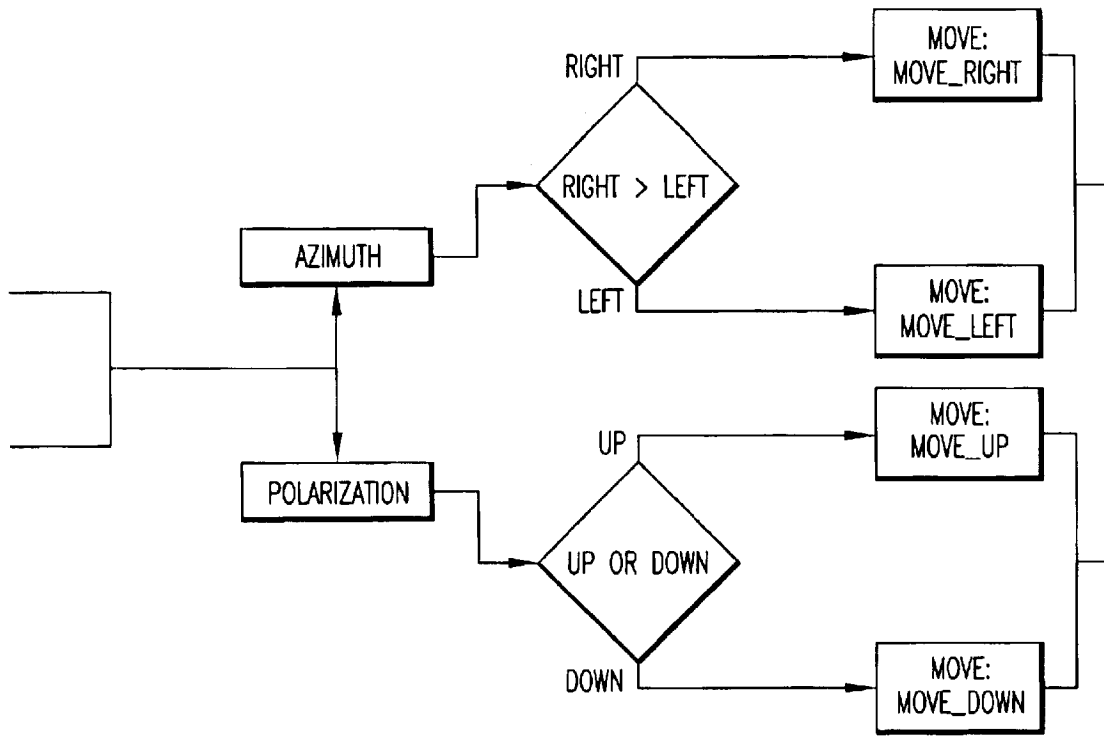 RIGHT
MOVE:
MOVE_RIGHT
RIGHT > LEFT
AZIMUTH
LEFT
MOVE:
MOVE_LEFT
UP
MOVE:
MOVE_UP
POLARIZATION
UP OR DOWN
DOWN
MOVE:
MOVE_DOWN